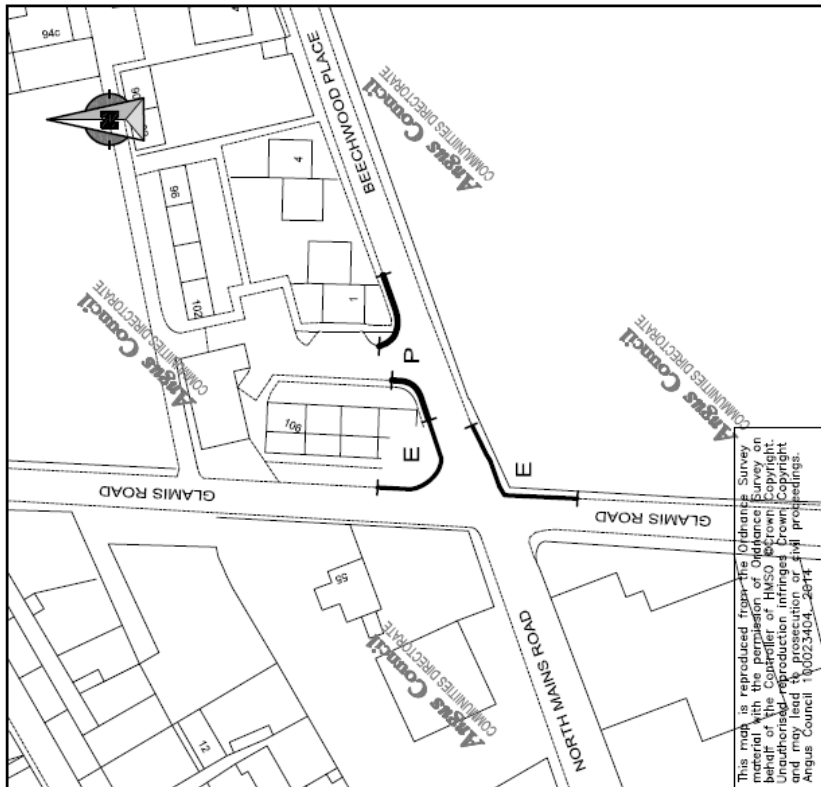 94c
4
BEECHWOOD PLACE
Angus Council
COMMUNITIES DIRECTORATE
96
4
102
1
Angus Council
COMMUNITIES DIRECTORATE
P
106
E
GLAMIS ROAD
E
Angus Council
COMMUNITIES DIRECTORATE
GLAMIS ROAD
55
Angus Council
COMMUNITIES DIRECTORATE
NORTH MAINS ROAD
12
This map is reproduced from the Ordnance Survey
material with the permission of Ordnance Survey on
behalf of the Controller of HMSO ©Crown Copyright.
Unauthorised reproduction infringes Crown Copyright
and may lead to prosecution or civil proceedings.
Angus Council 100023404. 2014